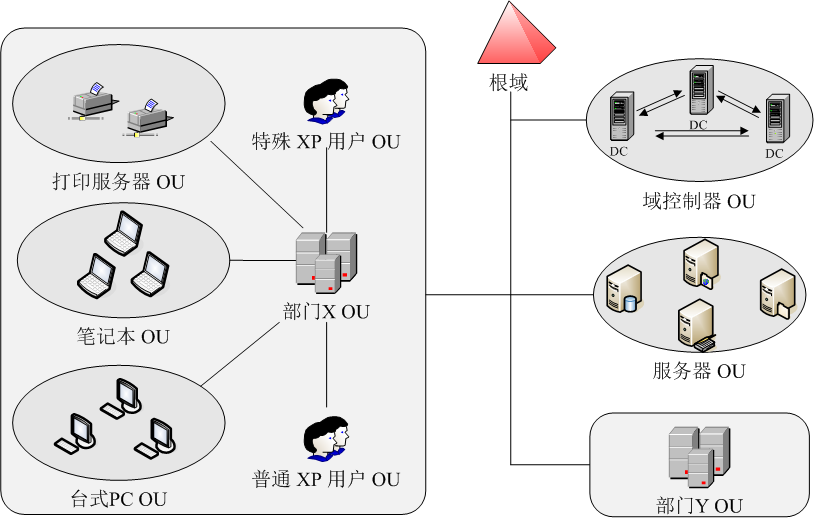 根域
特殊 XP 用户 OU
打印服务器 OU
笔记本 OU
部门X OU
台式PC OU
普通 XP 用户 OU
DC
DC
DC
域控制器 OU
服务器 OU
部门Y OU